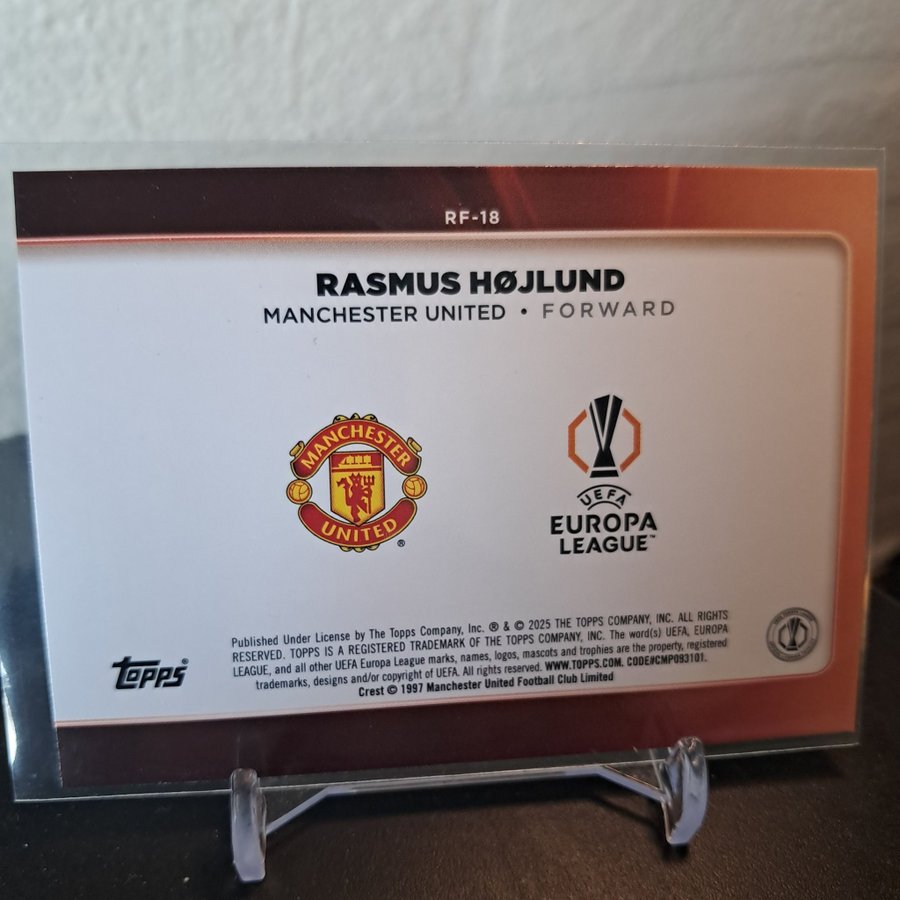 RF-18
RASMUS HØJLUND
MANCHESTER UNITED • FORWARD
MANCHESTER
UNITED
®
UEFA
EUROPA
LEAGUE™
Published Under License by The Topps Company, Inc. ® & © 2025 THE TOPPS COMPANY, INC. ALL RIGHTS
RESERVED. TOPPS IS A REGISTERED TRADEMARK OF THE TOPPS COMPANY, INC. The word(s) UEFA, EUROPA
LEAGUE, and all other UEFA Europa League marks, names, logos, mascots and trophies are the property, registered
trademarks, designs and/or copyright of UEFA. All rights reserved. WWW.TOPPS.COM. CODE#CMP093101.
Crest © 1997 Manchester United Football Club Limited
Topps®